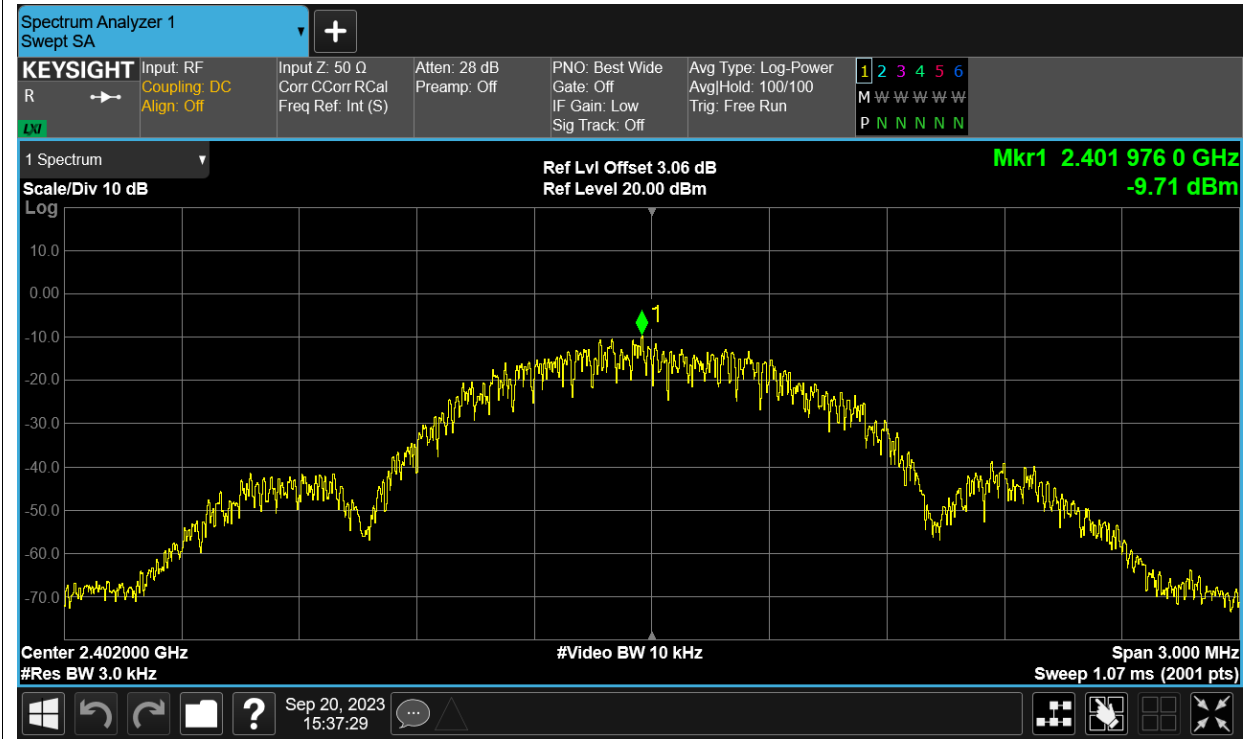 Spectrum Analyzer 1
Swept SA
KEYSIGHT
R
LXI
Input: RF
Coupling: DC
Align: Off
Input Z: 50 Ω
Corr CCorr RCal
Freq Ref: Int (S)
Atten: 28 dB
Preamp: Off
PNO: Best Wide
Gate: Off
IF Gain: Low
Sig Track: Off
Avg Type: Log-Power
Avg|Hold: 100/100
Trig: Free Run
1 2 3 4 5 6
M W W W W W
P N N N N N
1 Spectrum
Scale/Div 10 dB
Ref Lvl Offset 3.06 dB
Ref Level 20.00 dBm
Mkr1 2.401 976 0 GHz
-9.71 dBm
Log
10.0
0.00
1
-10.0
-20.0
-30.0
-40.0
-50.0
-60.0
-70.0
Center 2.402000 GHz
#Video BW 10 kHz
Span 3.000 MHz
#Res BW 3.0 kHz
Sweep 1.07 ms (2001 pts)
?
Sep 20, 2023
15:37:29